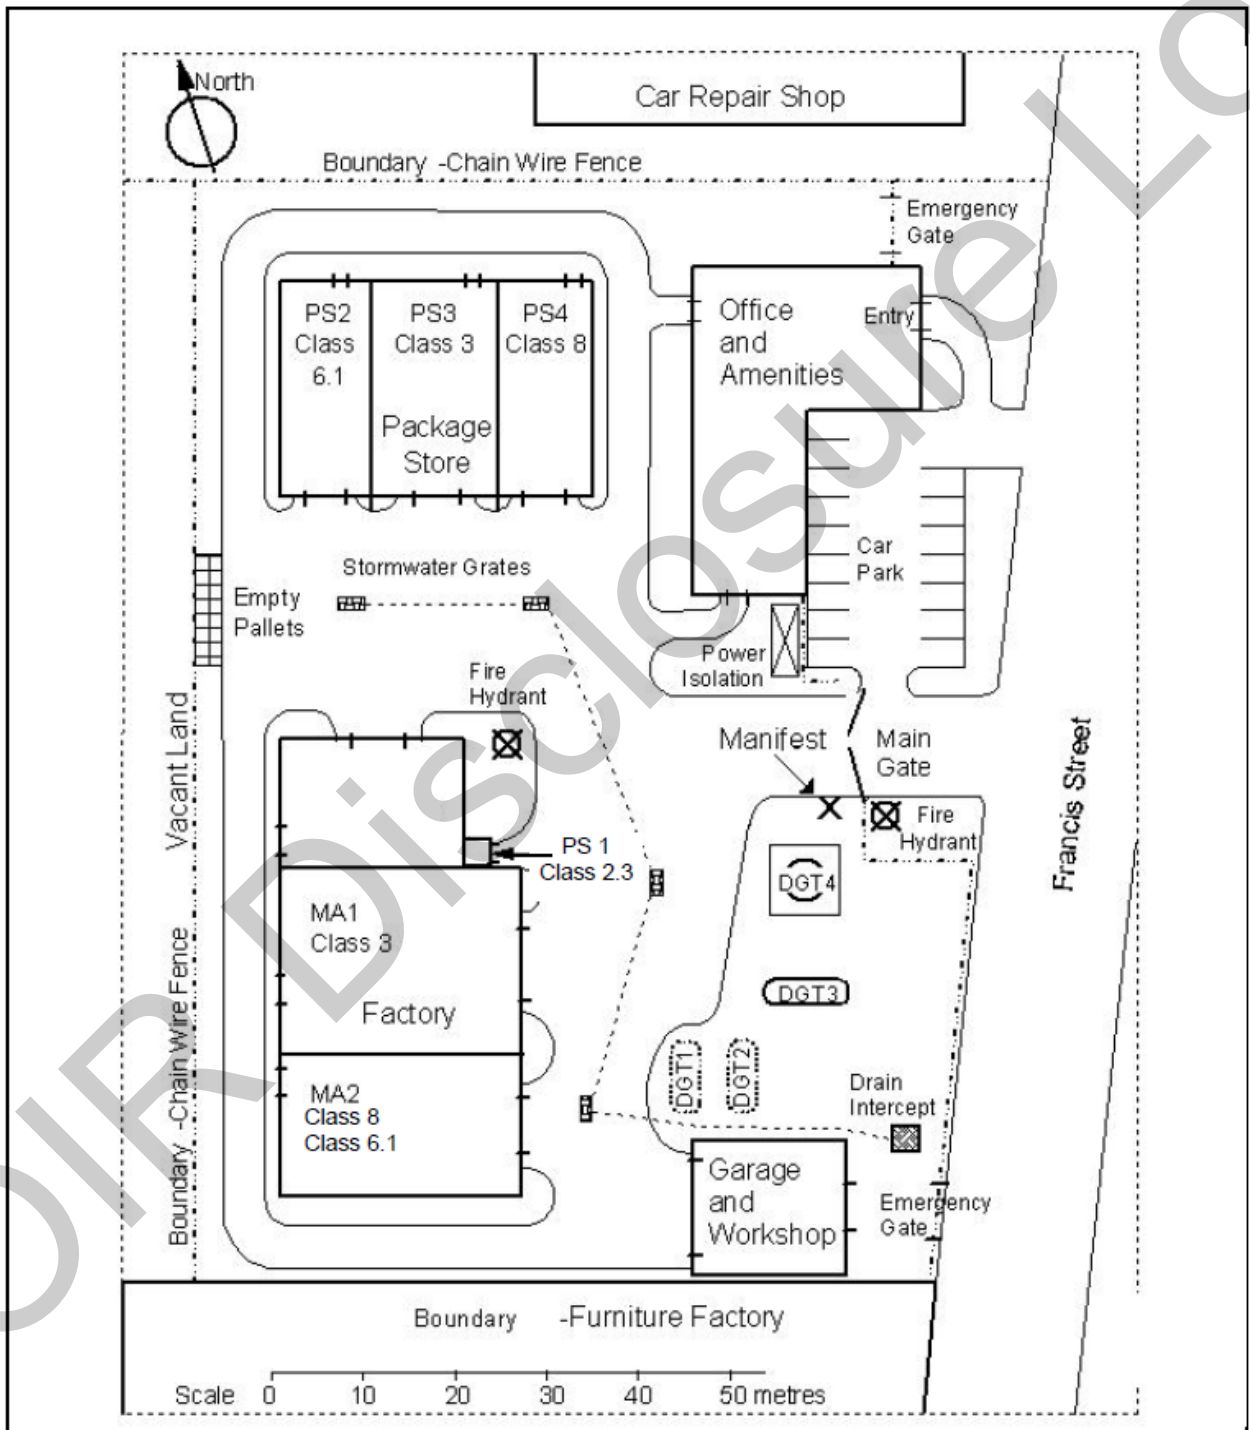 Car Repair Shop
North
Boundary -Chain Wire Fence
Emergency
Gate
PS2
Class
6.1
PS3
Class 3
PS4
Class 8
Package
Store
Office
and
Amenities
Entry
Car
Park
Stormwater Grates
Empty
Pallets
Power
Isolation
Fire
Hydrant
Manifest
Main
Gate
Fire
Hydrant
Vacant Land
Francis Street
PS 1
Class 2.3
DGT4
MA1
Class 3
Factory
DGT3
DGT1
DGT2
Boundary -Chain Wire Fence
MA2
Class 8
Class 6.1
Drain
Intercept
Garage
and
Workshop
Emergency
Gate
Boundary -Furniture Factory
Scale 0 10 20 30 40 50 metres
DIR Disclosure Lo